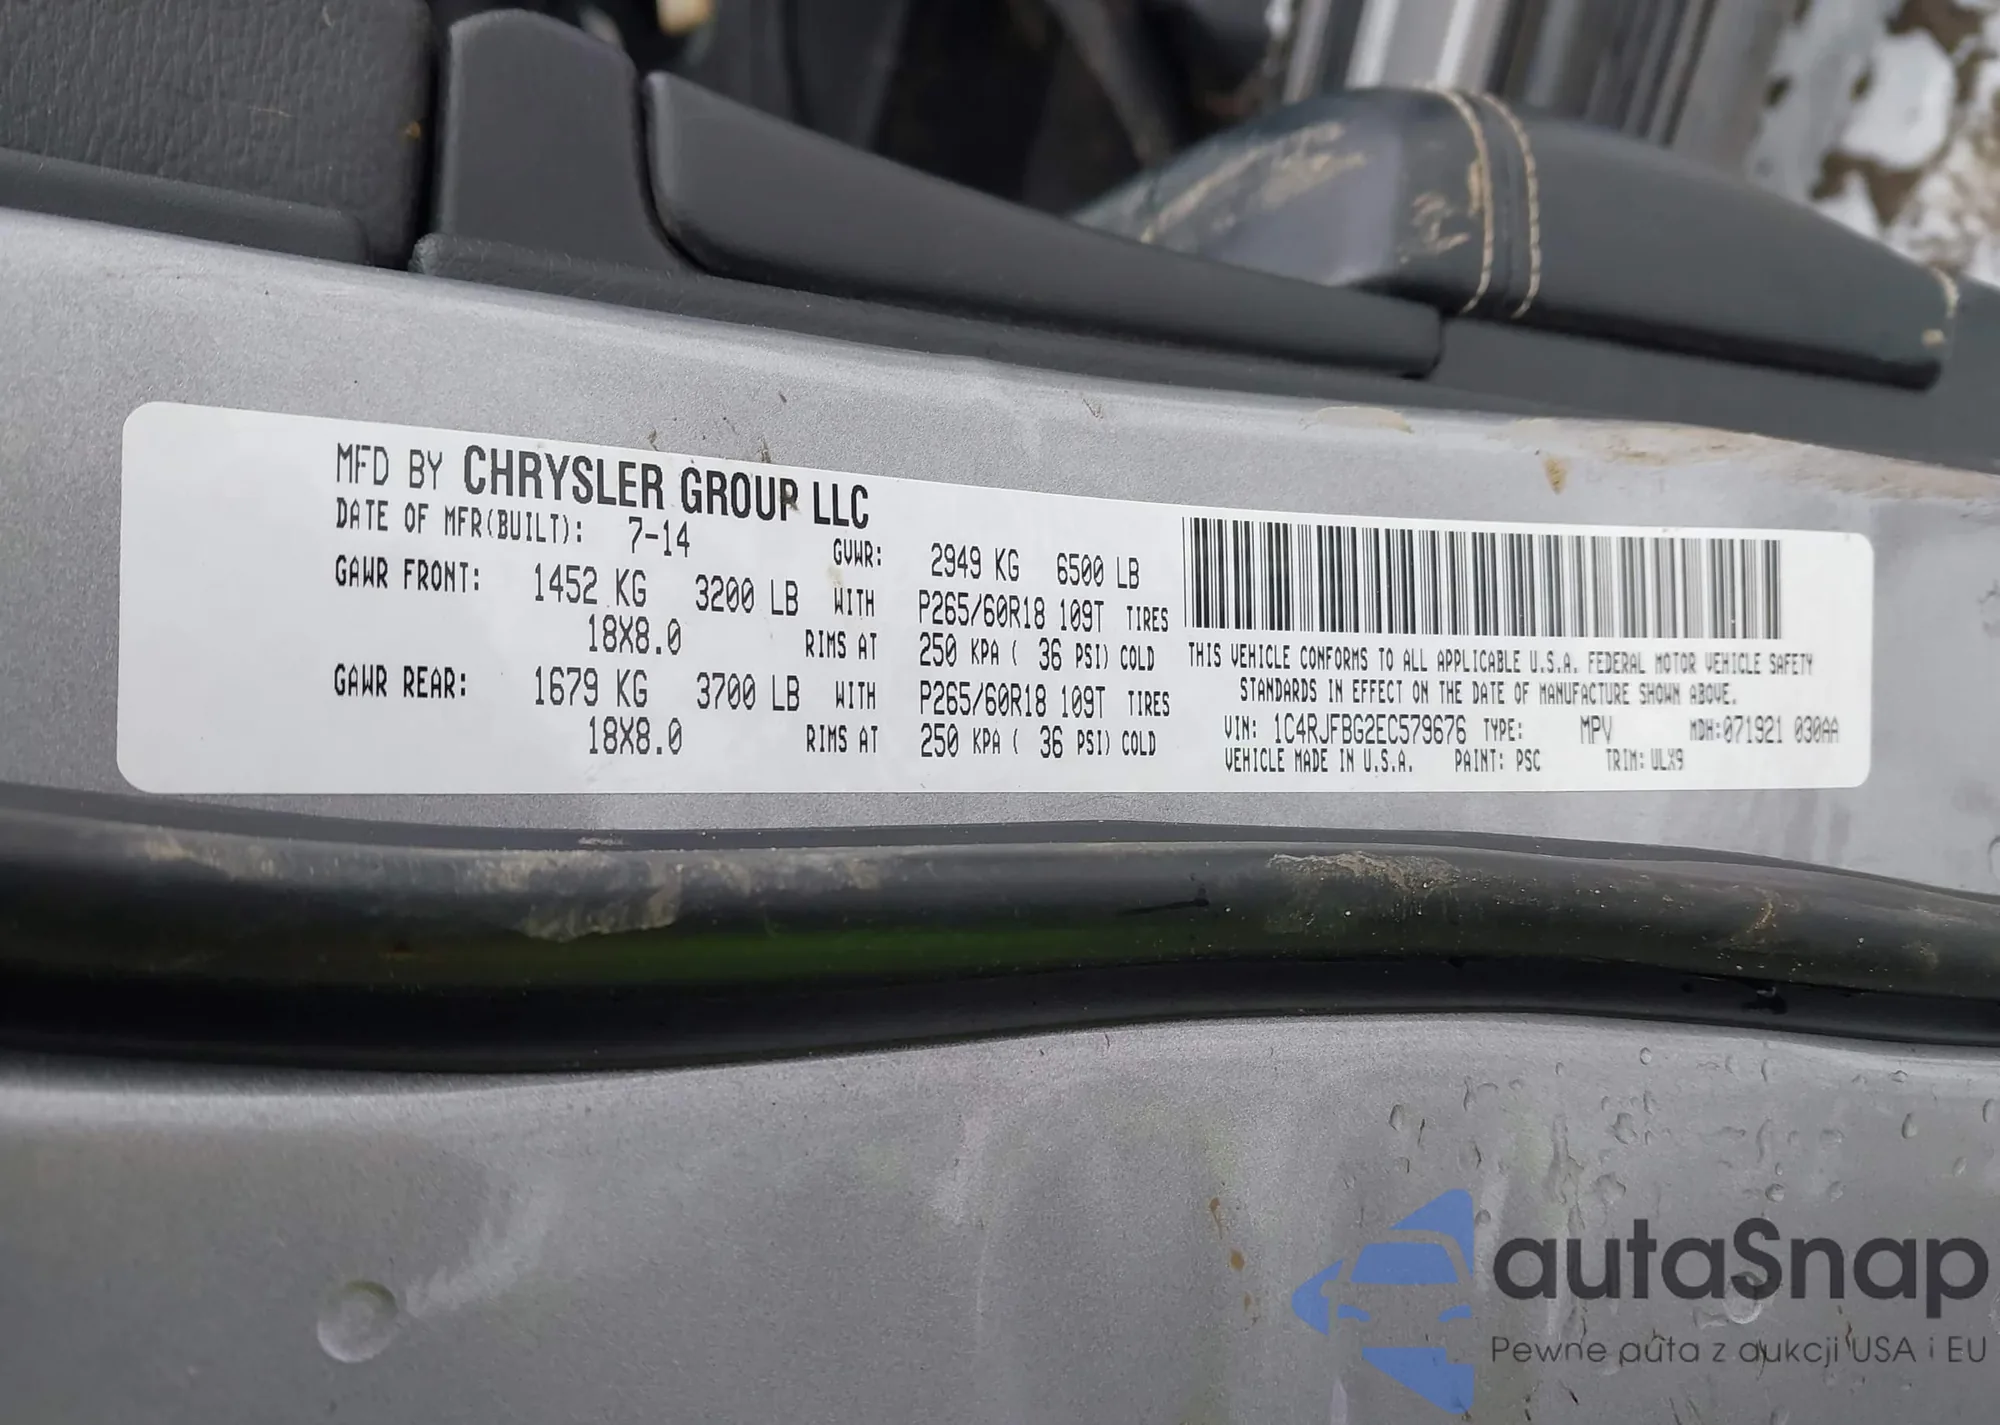 MFD BY CHRYSLER GROUP LLC
DATE OF MFR(BUILT): 7-14 GVWR: 2949 KG 6500 LB
GAWR FRONT: 1452 KG 3200 LB WITH P265/60R18 109T TIRES
18X8.0 RIMS AT 250 KPA ( 36 PSI) COLD
GAWR REAR: 1679 KG 3700 LB WITH P265/60R18 109T TIRES
18X8.0 RIMS AT 250 KPA ( 36 PSI) COLD
THIS VEHICLE CONFORMS TO ALL APPLICABLE U.S.A. FEDERAL MOTOR VEHICLE SAFETY
STANDARDS IN EFFECT ON THE DATE OF MANUFACTURE SHOWN ABOVE.
VIN: 1C4RJFBG2EC579676 TYPE: MPV MDH:071921 030AA
VEHICLE MADE IN U.S.A. PAINT: PSC TRIM: ULX9
autaSnap
Pewne auta z aukcji USA i EU